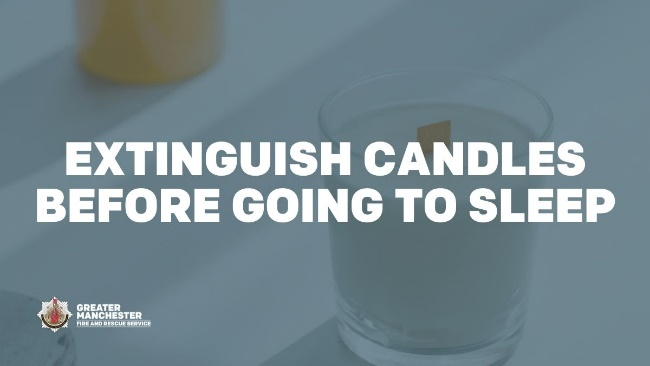 EXTINGUISH CANDLES
BEFORE GOING TO SLEEP
GREATER
MANCHESTER
FIRE AND RESCUE SERVICE